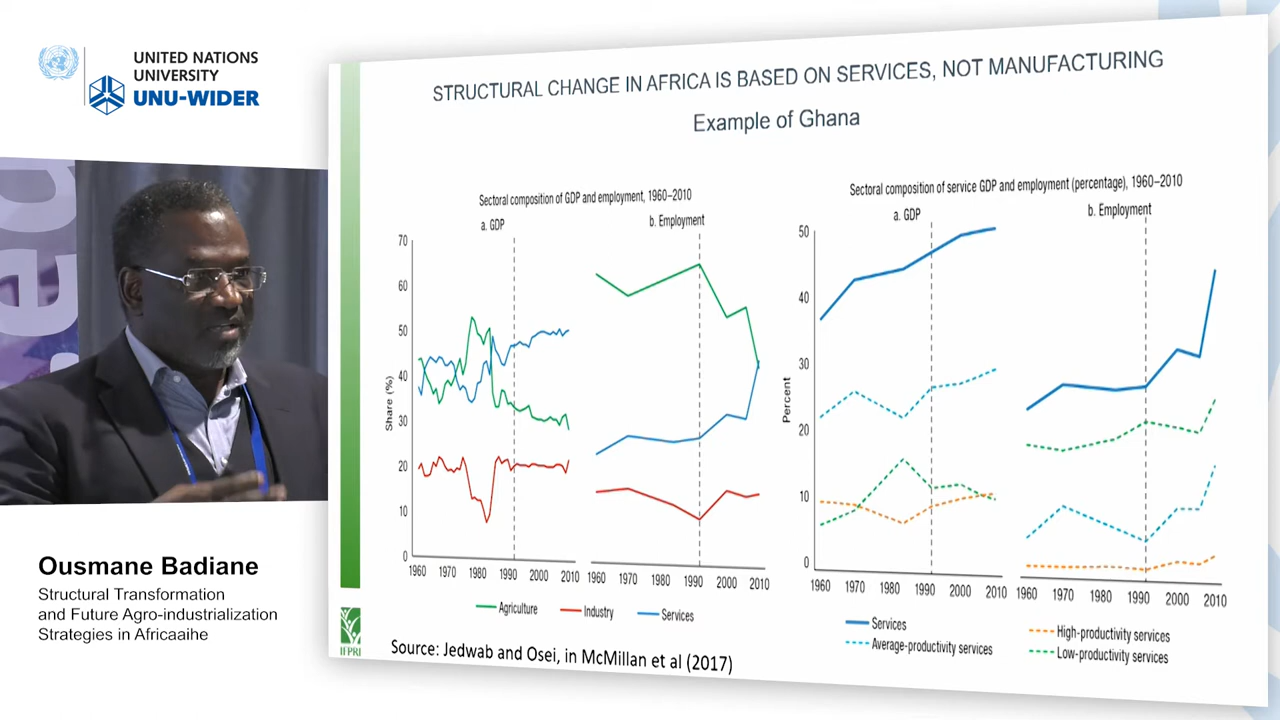 UNITED NATIONS
UNIVERSITY
UNU-WIDER
Ousmane Badiane
Structural Transformation
and Future Agro-industrialization
Strategies in Africaaihe
STRUCTURAL CHANGE IN AFRICA IS BASED ON SERVICES, NOT MANUFACTURING
Example of Ghana
Sectoral composition of GDP and employment, 1960–2010
a. GDP
b. Employment
Share (%)
70
60
50
40
30
20
10
0
1960 1970 1980 1990 2000 2010
1960 1970 1980 1990 2000 2010
Agriculture
Industry
Services
Sectoral composition of service GDP and employment (percentage), 1960–2010
a. GDP
b. Employment
Percent
50
40
30
20
10
0
1960 1970 1980 1990 2000 2010
1960 1970 1980 1990 2000 2010
Services
Average-productivity services
High-productivity services
Low-productivity services
IFPRI
Source: Jedwab and Osei, in McMillan et al (2017)